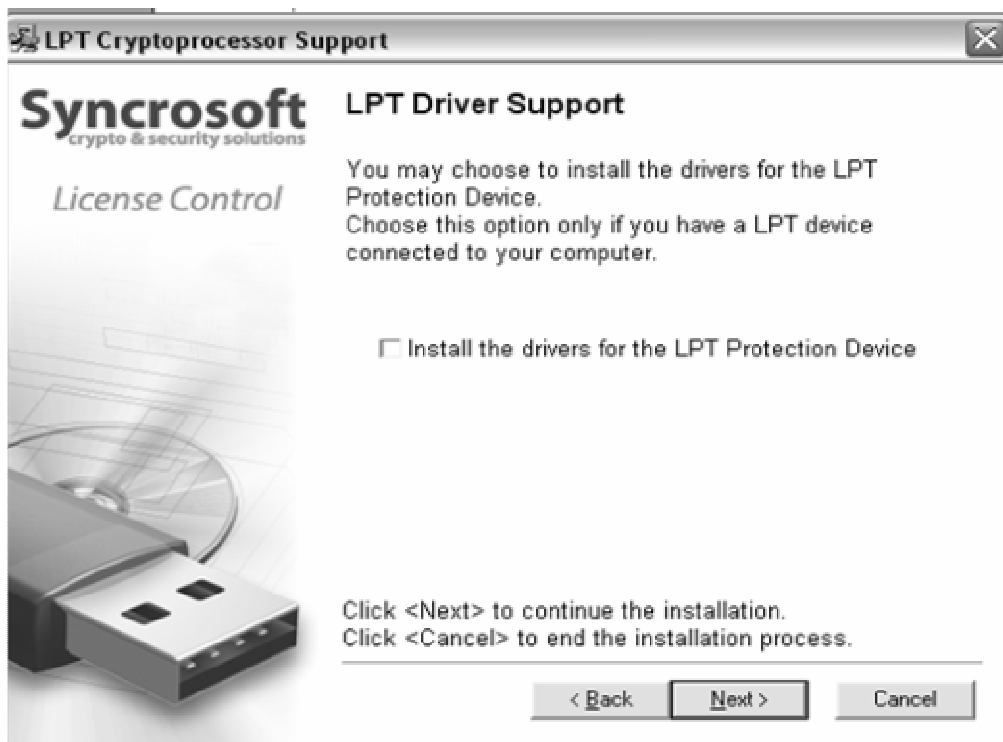 LPT Cryptoprocessor Support
Syncrosoft
crypto & security solutions
License Control
LPT Driver Support
You may choose to install the drivers for the LPT
Protection Device.
Choose this option only if you have a LPT device
connected to your computer.
Install the drivers for the LPT Protection Device
Click <Next> to continue the installation.
Click <Cancel> to end the installation process.
< Back
Next >
Cancel